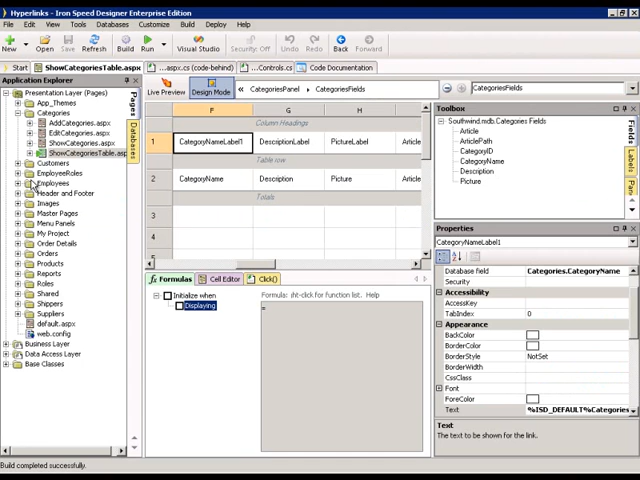 Hyperlinks - Iron Speed Designer Enterprise Edition
File Edit View Tools Databases Customize Build Deploy Help
New Open Save Refresh Build Run Visual Studio Security: Off Undo Redo Back Forward
Start ShowCategoriesTable.aspx ...aspx.cs (code-behind) ...Controls.cs Code Documentation
Application Explorer
Presentation Layer (Pages)
App_Themes
Categories
AddCategories.aspx
EditCategories.aspx
ShowCategories.aspx
ShowCategoriesTable.asp
Customers
EmployeeRoles
Employees
Header and Footer
Images
Master Pages
Menu Panels
My Project
Order Details
Orders
Products
Reports
Roles
Shared
Shippers
Suppliers
default.aspx
web.config
Business Layer
Data Access Layer
Base Classes
Pages
Databases
Live Preview Design Mode CategoriesPanel CategoriesFields
F G H
Column Headings
1 CategoryNameLabel1 DescriptionLabel PictureLabel Article
Table row
2 CategoryName Description Picture Article
Totals
3
4
Formulas Cell Editor Click()
Initialize when
Displaying
Formula: iht-click for function list. Help
=
CategoriesFields
Toolbox
Southwind.mdb.Categories Fields
Article
ArticlePath
CategoryID
CategoryName
Description
Picture
Fields
Labels
Pan
Properties
CategoryNameLabel1
Database field Categories.CategoryName
Security
Accessibility
AccessKey
TabIndex 0
Appearance
BackColor
BorderColor
BorderStyle NotSet
BorderWidth
CssClass
Font
ForeColor
Text %ISD_DEFAULT%Categories
Text
The text to be shown for the link.
Build completed successfully.